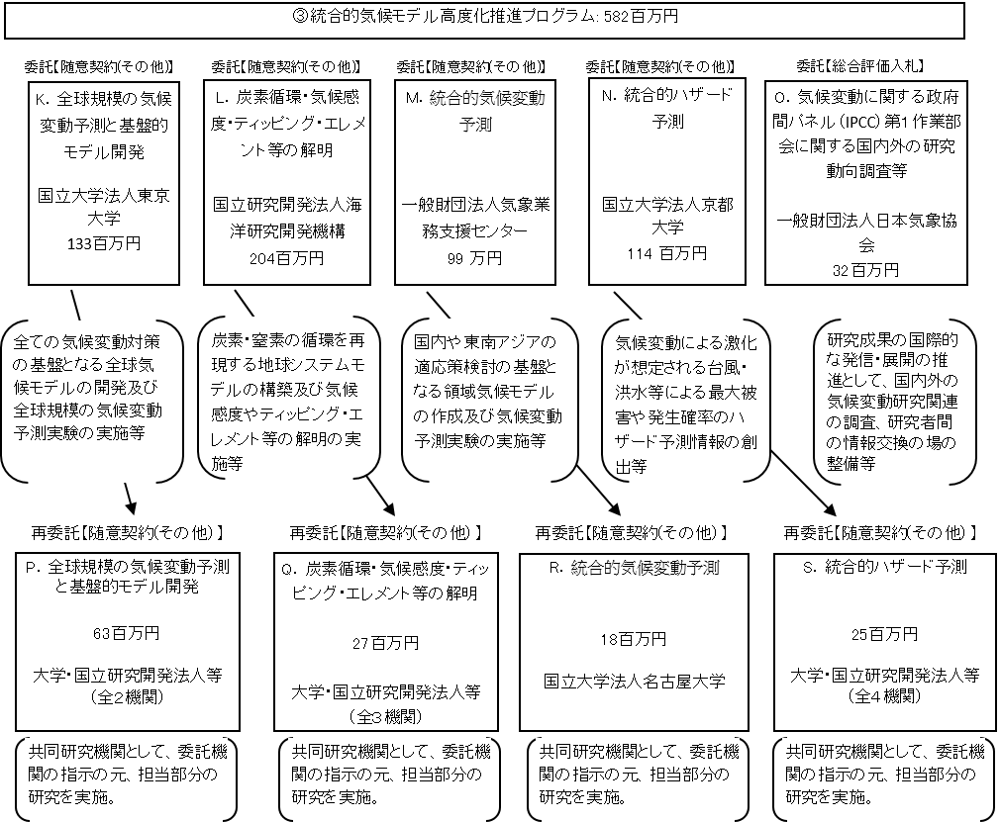 ③統合的気候モデル高度化推進プログラム: 582百万円
委託【随意契約(その他)】
K. 全球規模の気候
変動予測と基盤的
モデル開発
国立大学法人東京
大学
133百万円
委託【随意契約(その他)】
L. 炭素循環・気候感
度・ティッピング・エレメ
ント等の解明
国立研究開発法人海
洋研究開発機構
204百万円
委託【随意契約(その他)】
M. 統合的気候変動
予測
一般財団法人気象業
務支援センター
99 万円
委託【随意契約(その他)】
N. 統合的ハザード
予測
国立大学法人京都
大学
114 百万円
委託【総合評価入札】
O. 気候変動に関する政府
間パネル(IPCC)第1作業部
会に関する国内外の研究
動向調査等
一般財団法人日本気象協
会
32百万円
全ての気候変動対策
の基盤となる全球気
候モデルの開発及び
全球規模の気候変動
予測実験の実施等
炭素・窒素の循環を再
現する地球システム
モデルの構築及び気候
感度やティッピング・エ
レメント等の解明の実
施等
国内や東南アジアの
適応策検討の基盤と
なる領域気候モデル
の作成及び気候変動
予測実験の実施等
気候変動による激化
が想定される台風・
洪水等による最大被
害や発生確率のハ
ザード予測情報の創
出等
研究成果の国際的
な発信・展開の推
進として、国内外の
気候変動研究関連
の調査、研究者間
の情報交換の場の
整備等
再委託【随意契約(その他)】
P. 全球規模の気候変動予測
と基盤的モデル開発
63百万円
大学・国立研究開発法人等
(全2機関)
再委託【随意契約(その他)】
Q. 炭素循環・気候感度・ティッ
ピング・エレメント等の解明
27百万円
大学・国立研究開発法人等
(全3機関)
再委託【随意契約(その他)】
R. 統合的気候変動予測
18百万円
国立大学法人名古屋大学
再委託【随意契約(その他)】
S. 統合的ハザード予測
25百万円
大学・国立研究開発法人等
(全4機関)
共同研究機関として、委託機
関の指示の元、担当部分の
研究を実施。
共同研究機関として、委託機
関の指示の元、担当部分の
研究を実施。
共同研究機関として、委託機
関の指示の元、担当部分の
研究を実施。
共同研究機関として、委託機
関の指示の元、担当部分の
研究を実施。